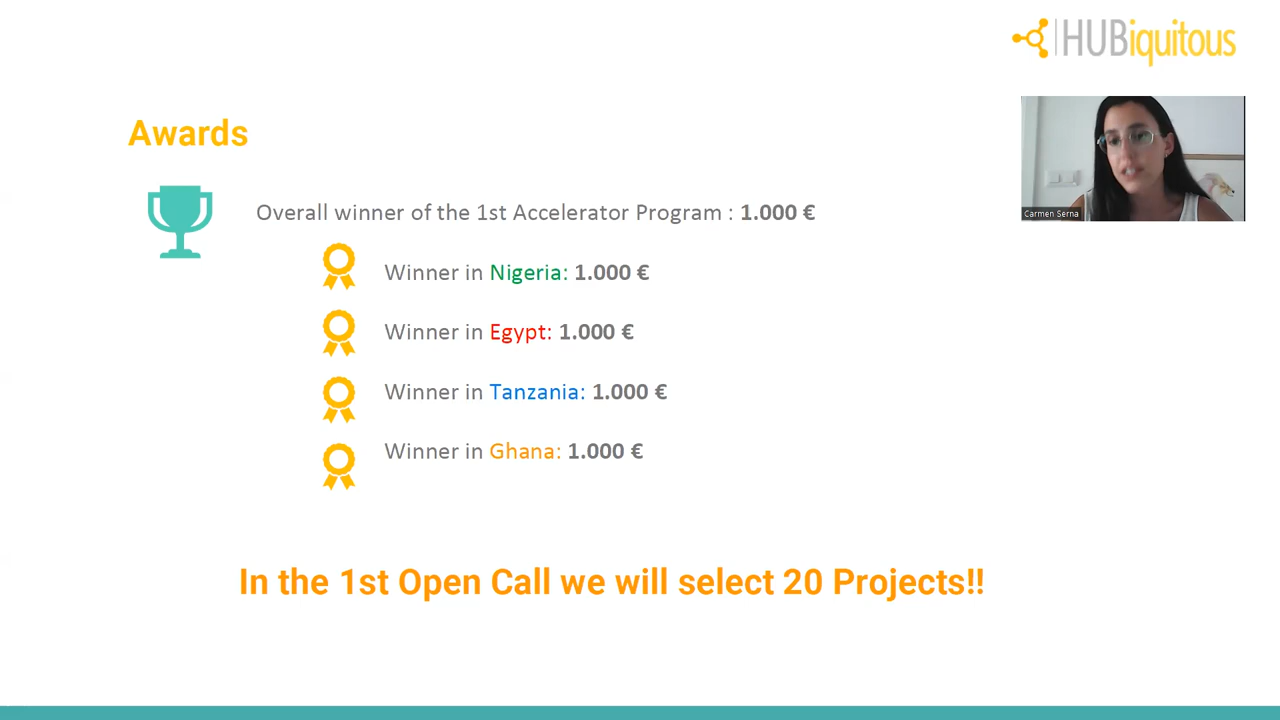 HUBiquitous
Awards
Carmen Serna
Overall winner of the 1st Accelerator Program : 1.000 €
Winner in Nigeria: 1.000 €
Winner in Egypt: 1.000 €
Winner in Tanzania: 1.000 €
Winner in Ghana: 1.000 €
In the 1st Open Call we will select 20 Projects!!